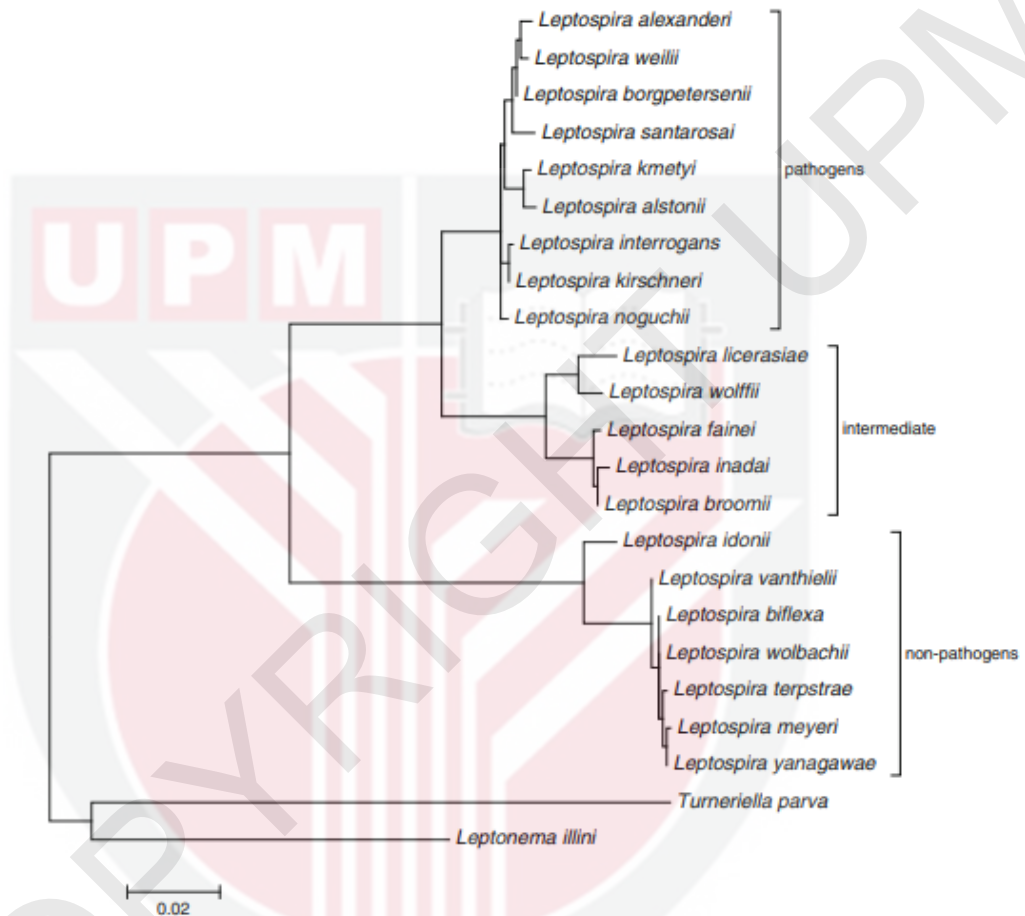 Leptospira alexanderi
Leptospira weilii
Leptospira borgpetersenii
Leptospira santarosai
Leptospira kmetyi
pathogens
Leptospira alstonii
Leptospira interrogans
Leptospira kirschneri
Leptospira noguchii
Leptospira licerasiae
Leptospira wolffii
Leptospira fainei
intermediate
Leptospira inadai
Leptospira broomii
Leptospira idonii
Leptospira vanthielii
Leptospira biflexa
Leptospira wolbachii
non-pathogens
Leptospira terpstrae
Leptospira meyeri
Leptospira yanagawae
Turneriella parva
Leptonema illini
0.02
UPM
OPYRIGHT UPM